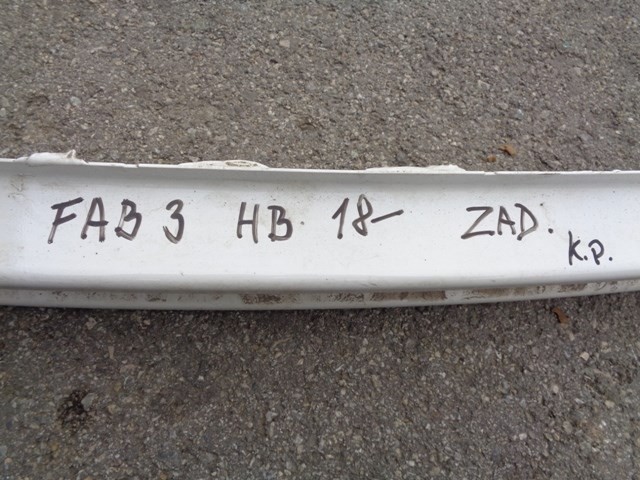 FAB 3 HB. 18- ZAD.
K.P.